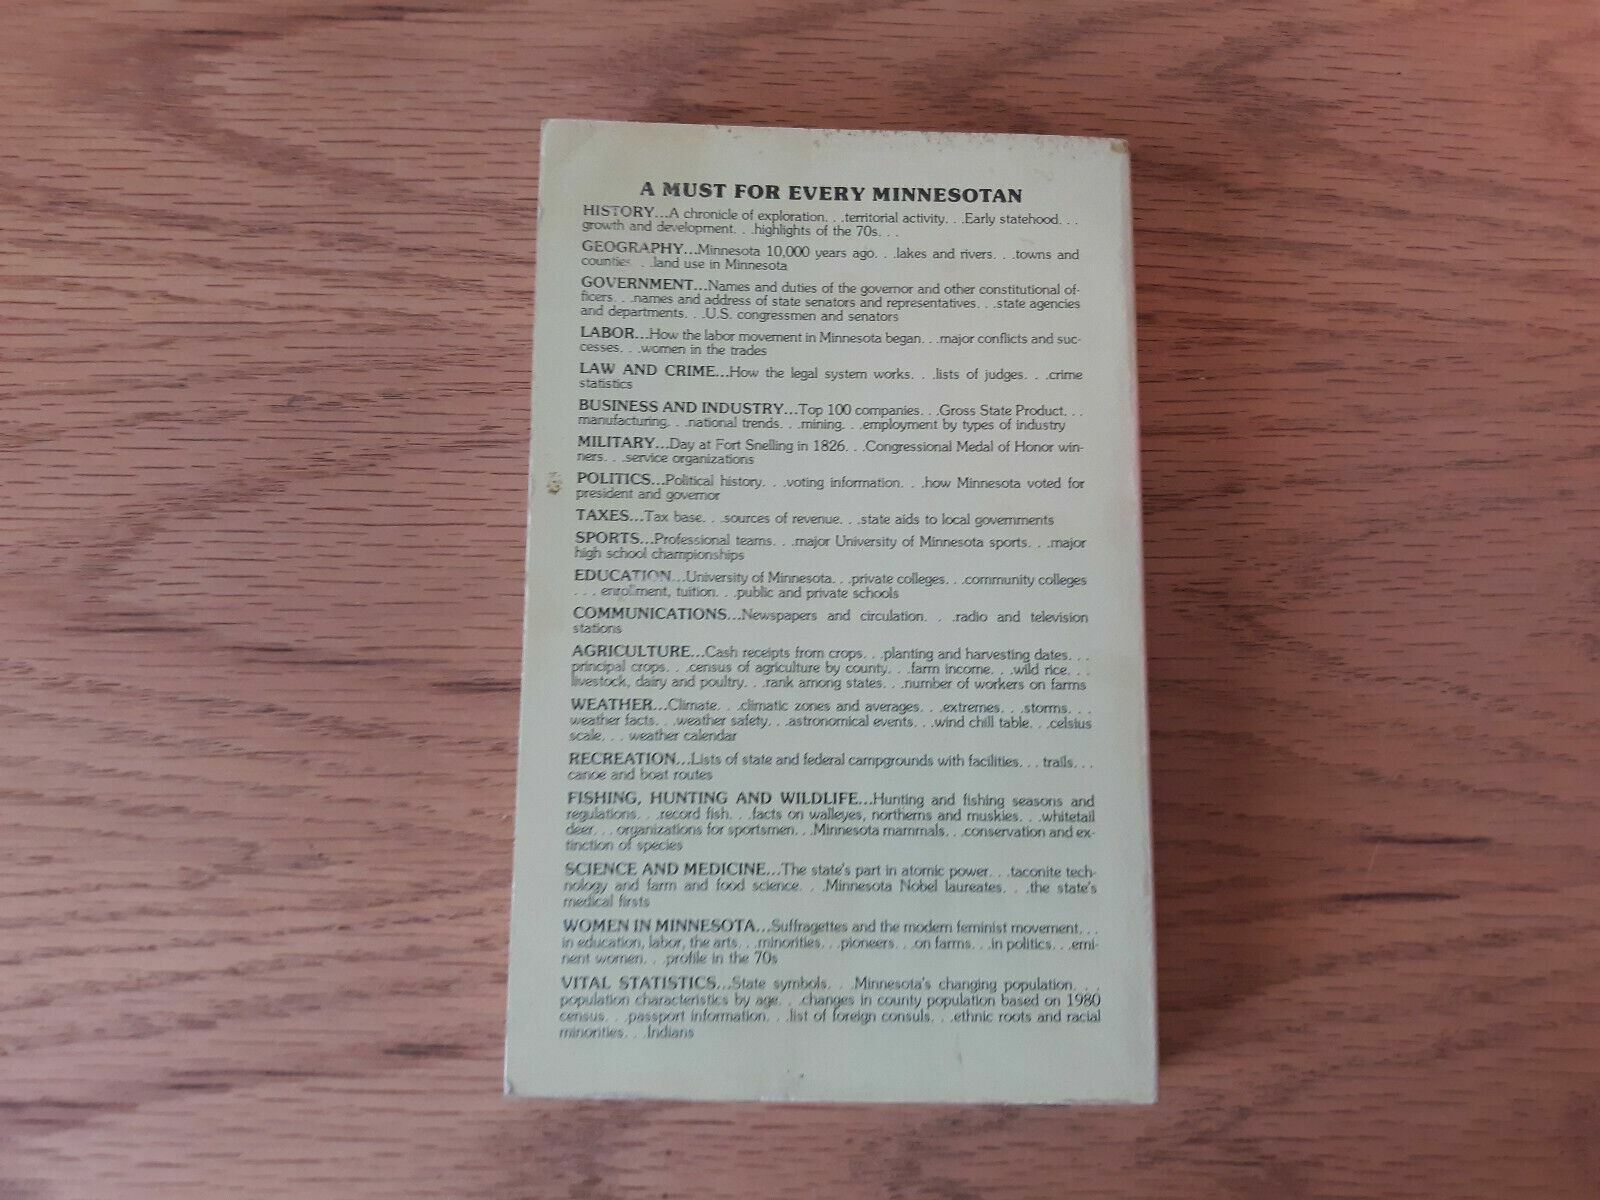 A MUST FOR EVERY MINNESOTAN
HISTORY...A chronicle of exploration. . .territorial activity. . .Early statehood. . .
growth and development. . .highlights of the 70s. . .
GEOGRAPHY...Minnesota 10,000 years ago. . .lakes and rivers. . .towns and
counties. . .land use in Minnesota
GOVERNMENT...Names and duties of the governor and other constitutional of-
ficers. . .names and address of state senators and representatives. . .state agencies
and departments. . .U.S. congressmen and senators
LABOR...How the labor movement in Minnesota began. . .major conflicts and suc-
cesses. . .women in the trades
LAW AND CRIME...How the legal system works. . .lists of judges. . .crime
statistics
BUSINESS AND INDUSTRY...Top 100 companies. . .Gross State Product. . .
manufacturing. . .national trends. . .mining. . .employment by types of industry
MILITARY...Day at Fort Snelling in 1826. . .Congressional Medal of Honor win-
ners. . .service organizations
POLITICS...Political history. . .voting information. . .how Minnesota voted for
president and governor
TAXES...Tax base. . .sources of revenue. . .state aids to local governments
SPORTS...Professional teams. . .major University of Minnesota sports. . .major
high school championships
EDUCATION...University of Minnesota. . .private colleges. . .community colleges
. . . enrollment, tuition. . .public and private schools
COMMUNICATIONS...Newspapers and circulation. . .radio and television
stations
AGRICULTURE...Cash receipts from crops. . .planting and harvesting dates. . .
principal crops. . .census of agriculture by county. . .farm income. . .wild rice. . .
livestock, dairy and poultry. . .rank among states. . .number of workers on farms
WEATHER...Climate. . .climatic zones and averages. . .extremes. . .storms. . .
weather facts. . .weather safety. . .astronomical events. . .wind chill table. . .celsius
scale. . . weather calendar
RECREATION...Lists of state and federal campgrounds with facilities. . . trails. . .
canoe and boat routes
FISHING, HUNTING AND WILDLIFE...Hunting and fishing seasons and
regulations. . .record fish. . .facts on walleyes, northerns and muskies. . .whitetail
deer. . . organizations for sportsmen. . .Minnesota mammals. . .conservation and ex-
tinction of species
SCIENCE AND MEDICINE...The state's part in atomic power. . .taconite tech-
nology and farm and food science. . .Minnesota Nobel laureates. . .the state's
medical firsts
WOMEN IN MINNESOTA...Suffragettes and the modern feminist movement. . .
in education, labor, the arts. . .minorities. . .pioneers. . .on farms. . .in politics. . .emi-
nent women. . .profile in the 70s
VITAL STATISTICS...State symbols. . .Minnesota's changing population. . .
population characteristics by age. . .changes in county population based on 1980
census. . .passport information. . .list of foreign consuls. . .ethnic roots and racial
minorities. . .Indians